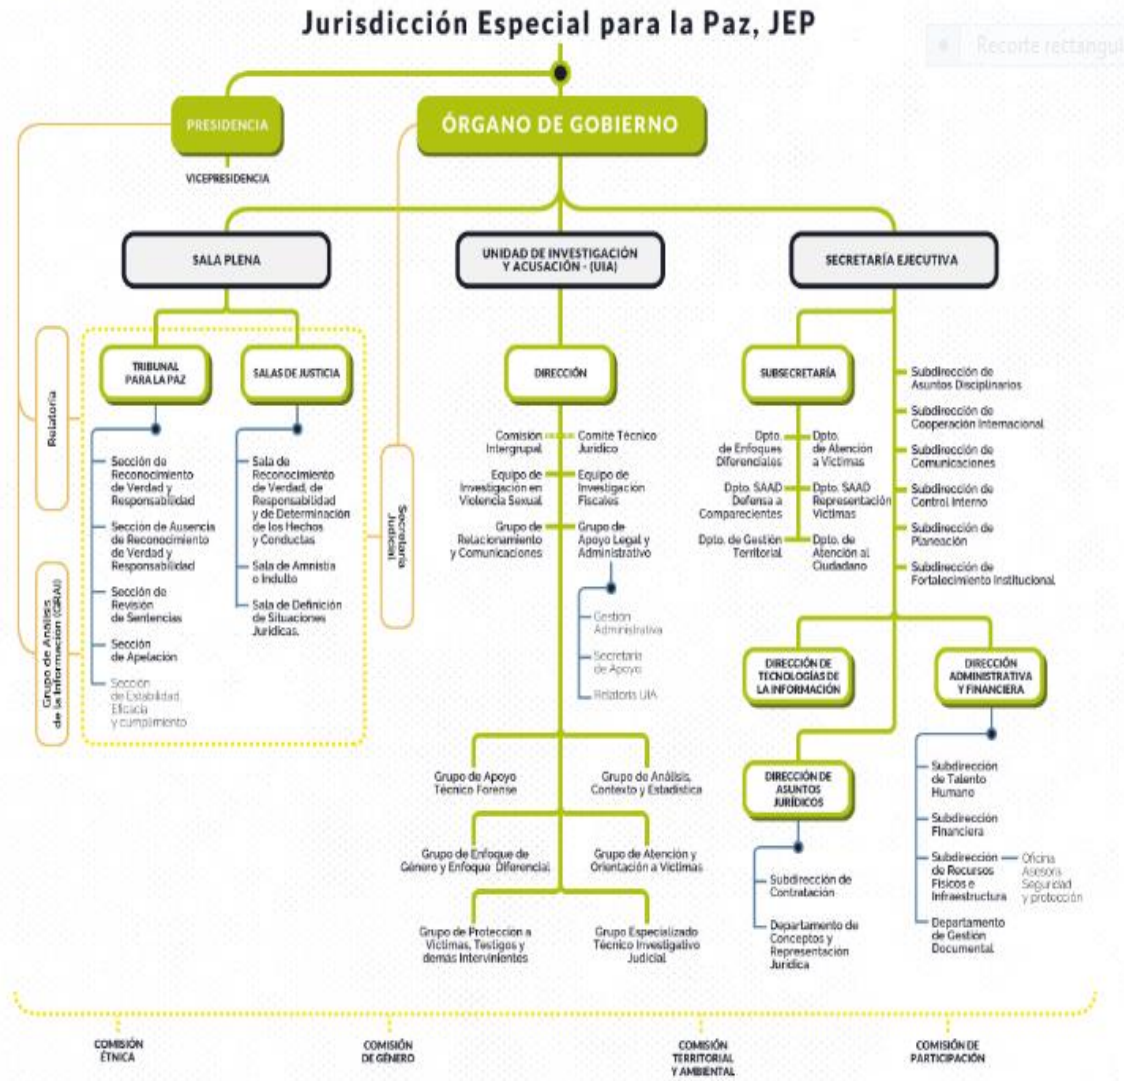 Jurisdicción Especial para la Paz, JEP
Recorte rectangul
PRESIDENCIA
ÓRGANO DE GOBIERNO
VICEPRESIDENCIA
SALA PLENA
UNIDAD DE INVESTIGACIÓN
Y ACUSACIÓN - (UIA)
SECRETARÍA EJECUTIVA
Relatoría
Grupo de Análisis
de la Información (GRAI)
TRIBUNAL
PARA LA PAZ
Sección de
Reconocimiento
de Verdad y
Responsabilidad
Sección de Ausencia
de Reconocimiento
de Verdad y
Responsabilidad
Sección de
Revisión
de Sentencias
Sección
de Apelación
Sección
de Estabilidad,
Eficacia
y cumplimiento
SALAS DE JUSTICIA
Sala de
Reconocimiento
de Verdad, de
Responsabilidad
y de Determinación
de los Hechos
y Conductas
Sala de Amnistía
o Indulto
Sala de Definición
de Situaciones
Jurídicas.
Secretaría
Judicial
DIRECCIÓN
Comisión
Intergrupal
Comité Técnico
Jurídico
Equipo de
Investigación en
Violencia Sexual
Equipo de
Investigación
Fiscales
Grupo de
Relacionamiento
y Comunicaciones
Grupo de
Apoyo Legal y
Administrativo
Gestión
Administrativa
Secretaría
de Apoyo
Relatoría UIA
Grupo de Apoyo
Técnico Forense
Grupo de Análisis,
Contexto y Estadística
Grupo de Enfoque de
Género y Enfoque Diferencial
Grupo de Atención y
Orientación a Víctimas
Grupo de Protección a
Víctimas, Testigos y
demás Intervinientes
Grupo Especializado
Técnico Investigativo
Judicial
SUBSECRETARÍA
Dpto.
de Enfoques
Diferenciales
Dpto.
de Atención
a Víctimas
Dpto. SAAD
Defensa a
Comparecientes
Dpto. SAAD
Representación
Víctimas
Dpto. de Gestión
Territorial
Dpto. de
Atención al
Ciudadano
Subdirección de
Asuntos Disciplinarios
Subdirección de
Cooperación Internacional
Subdirección de
Comunicaciones
Subdirección de
Control Interno
Subdirección de
Planeación
Subdirección de
Fortalecimiento Institucional
DIRECCIÓN DE
TECNOLOGÍAS DE
LA INFORMACIÓN
DIRECCIÓN
ADMINISTRATIVA
Y FINANCIERA
DIRECCIÓN DE
ASUNTOS
JURÍDICOS
Subdirección de
Contratación
Departamento de
Conceptos y
Representación
Jurídica
Subdirección
de Talento
Humano
Subdirección
Financiera
Subdirección
de Recursos
Físicos e
Infraestructura
Oficina
Asesora
Seguridad
y protección
Departamento
de Gestión
Documental
COMISIÓN
ÉTNICA
COMISIÓN
DE GÉNERO
COMISIÓN
TERRITORIAL
Y AMBIENTAL
COMISIÓN DE
PARTICIPACIÓN